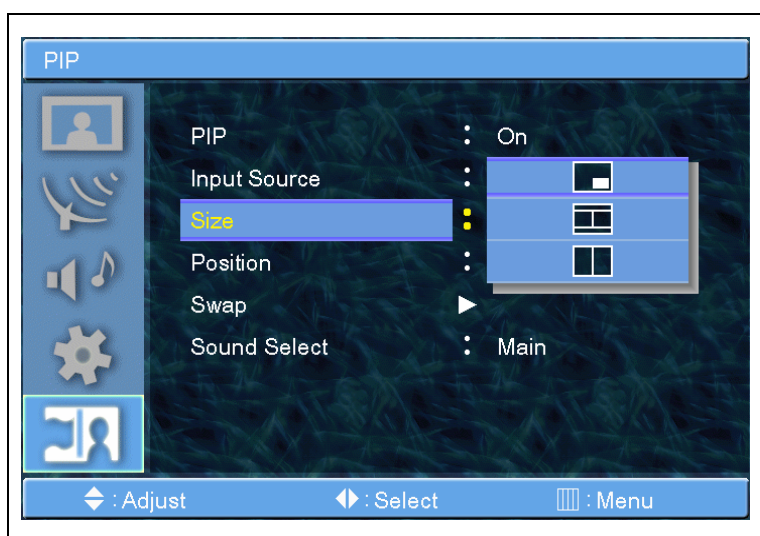 PIP
PIP : On
Input Source :
Size :
Position :
Swap
Sound Select : Main
: Adjust : Select : Menu